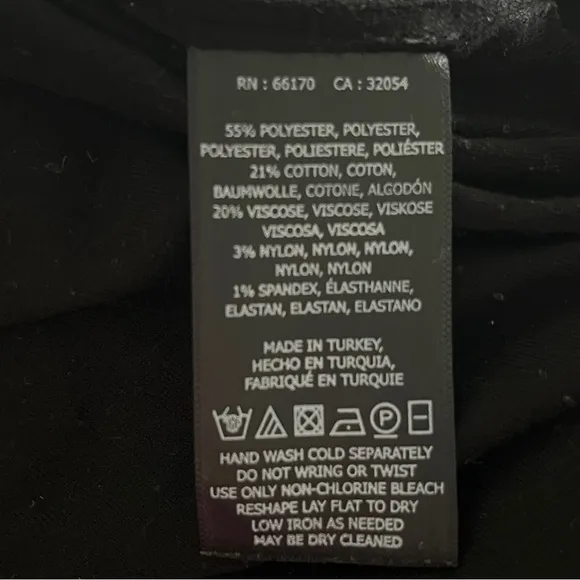 RN : 66170 CA : 32054
55% POLYESTER, POLYESTER,
POLYESTER, POLIESTERE, POLIÉSTER
21% COTTON, COTON,
BAUMWOLLE, COTONE, ALGODÓN
20% VISCOSE, VISCOSE, VISKOSE
VISCOSA, VISCOSA
3% NYLON, NYLON, NYLON,
NYLON, NYLON
1% SPANDEX, ÉLASTHANNE,
ELASTAN, ELASTAN, ELASTANO
MADE IN TURKEY,
HECHO EN TURQUIA,
FABRIQUÉ EN TURQUIE
P
HAND WASH COLD SEPARATELY
DO NOT WRING OR TWIST
USE ONLY NON-CHLORINE BLEACH
RESHAPE LAY FLAT TO DRY
LOW IRON AS NEEDED
MAY BE DRY CLEANED